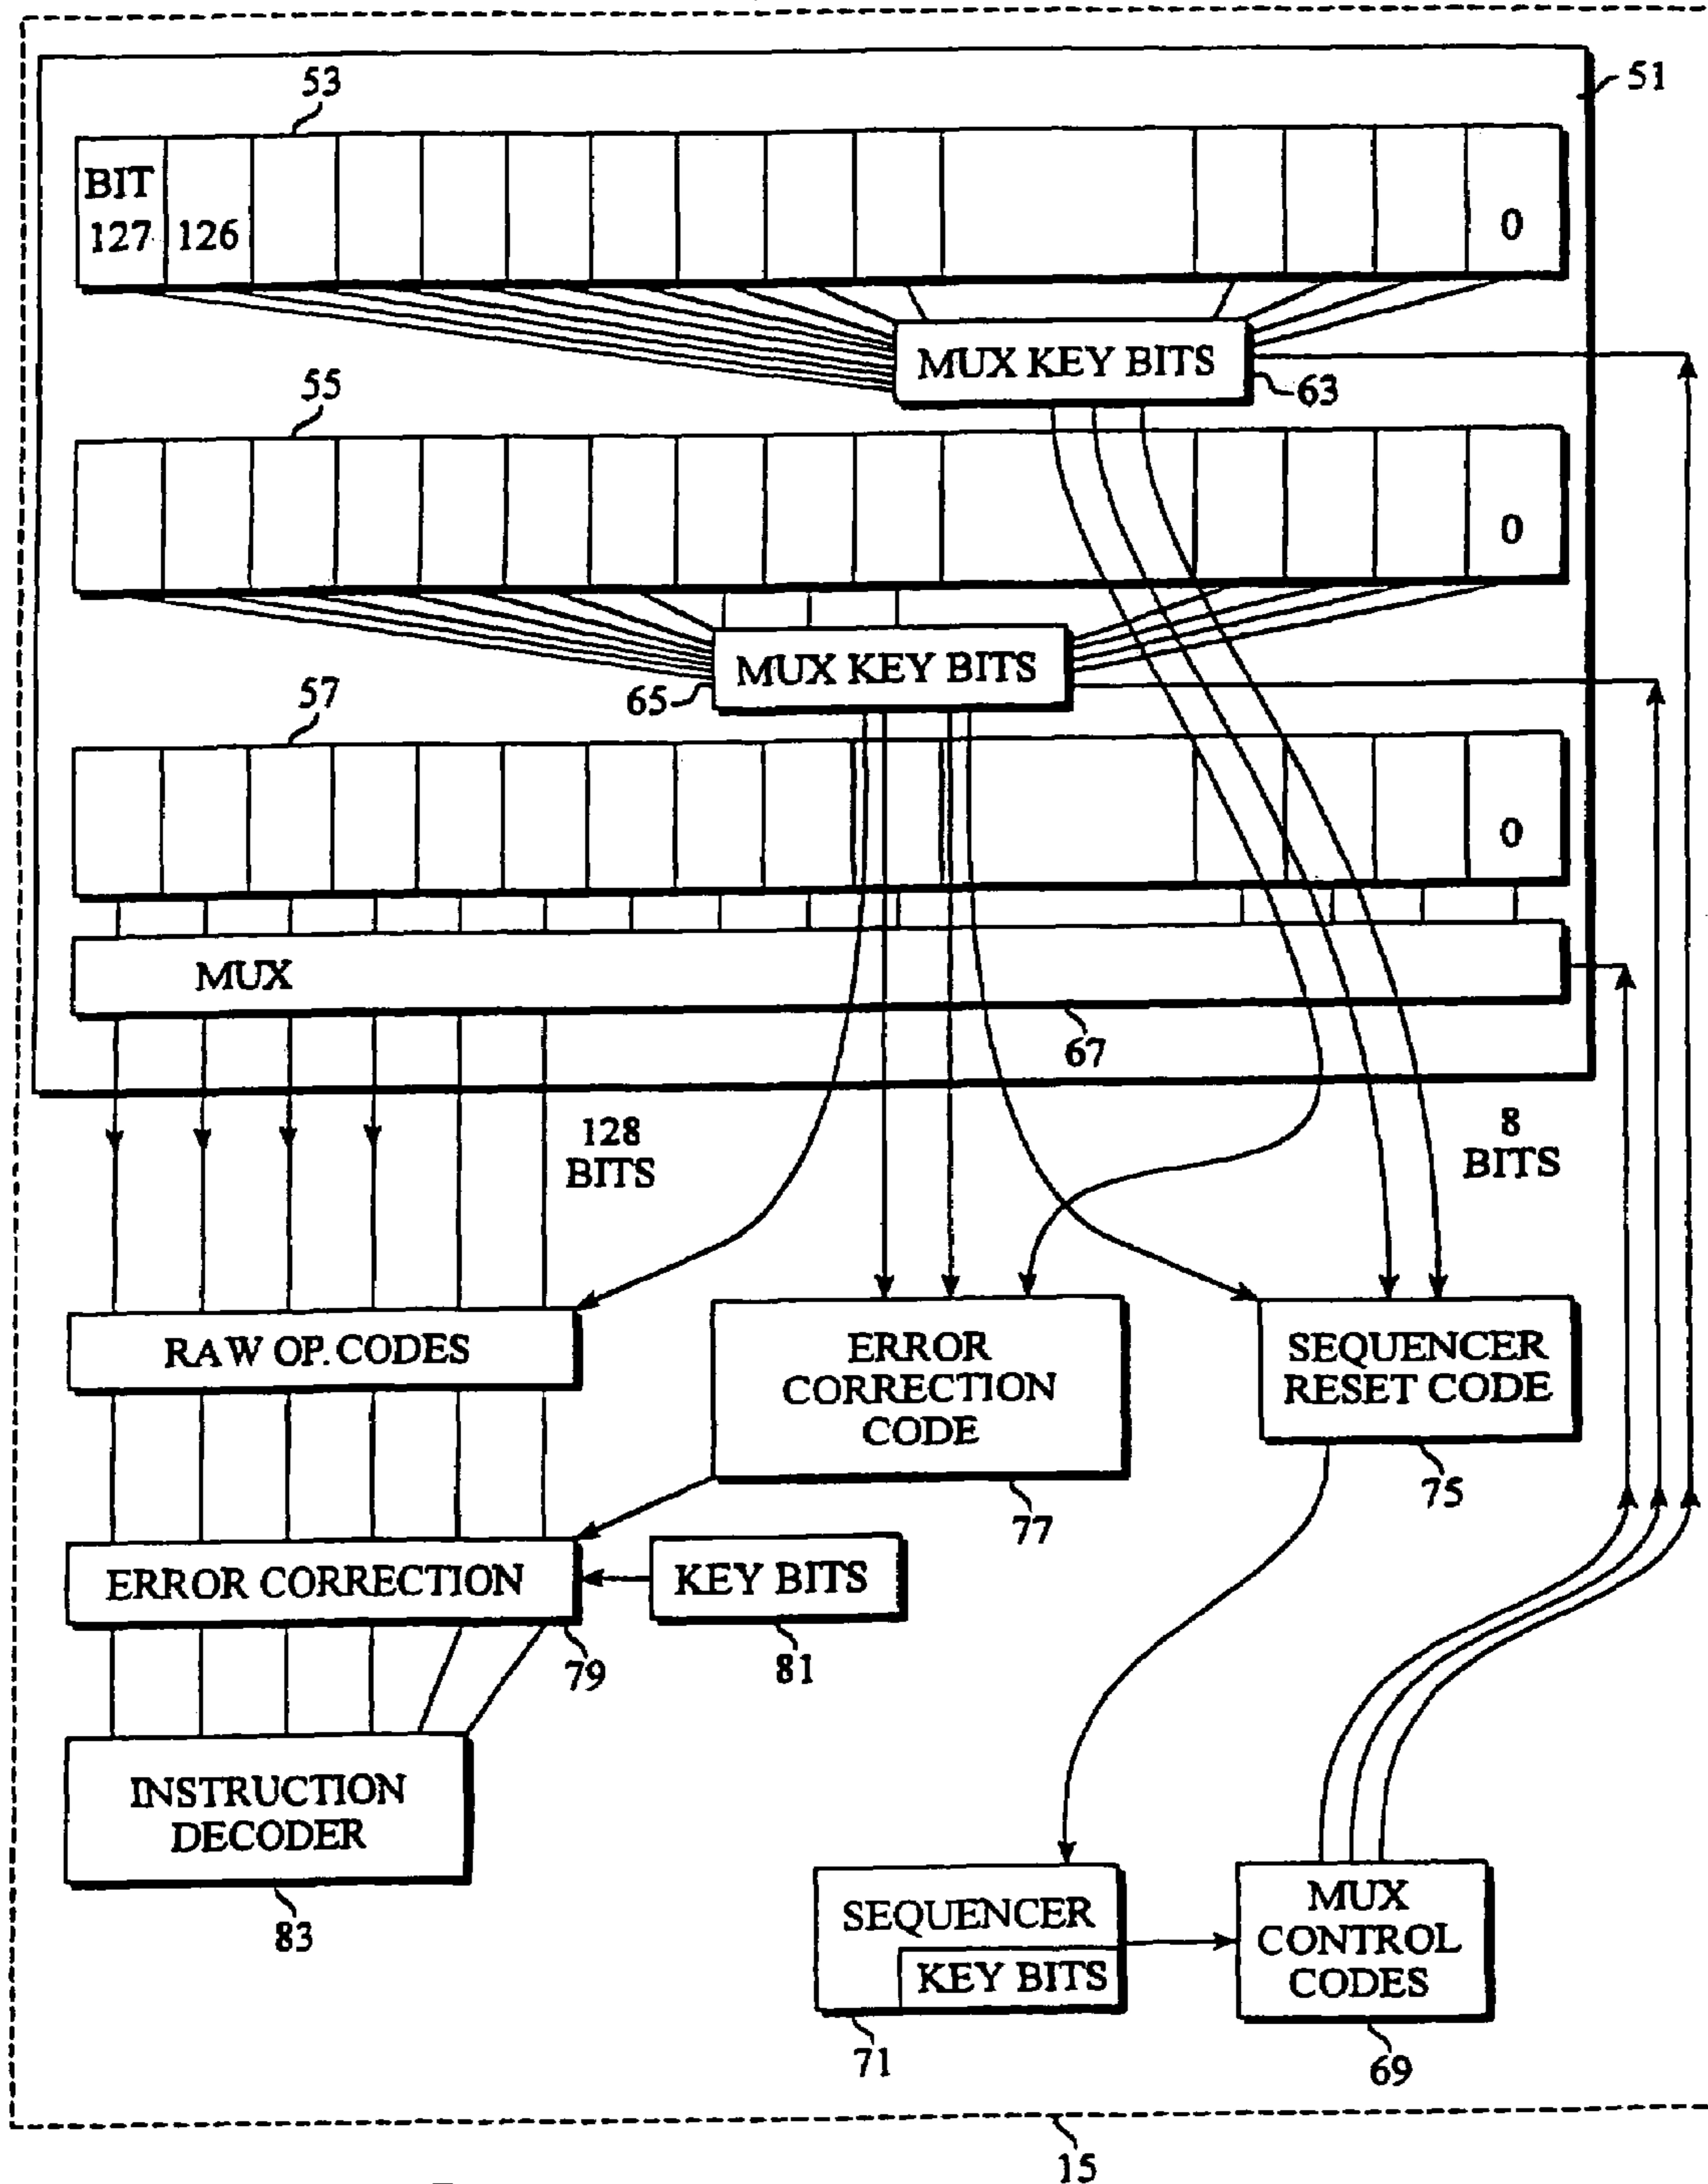 53
51
BIT
127 126 0
MUX KEY BITS
63
55
0
MUX KEY BITS
65
57
0
MUX
67
128
BITS
8
BITS
RAW OP. CODES
ERROR
CORRECTION
CODE
SEQUENCER
RESET CODE
75
77
ERROR CORRECTION
KEY BITS
79
81
INSTRUCTION
DECODER
83
SEQUENCER
KEY BITS
MUX
CONTROL
CODES
71
69
15